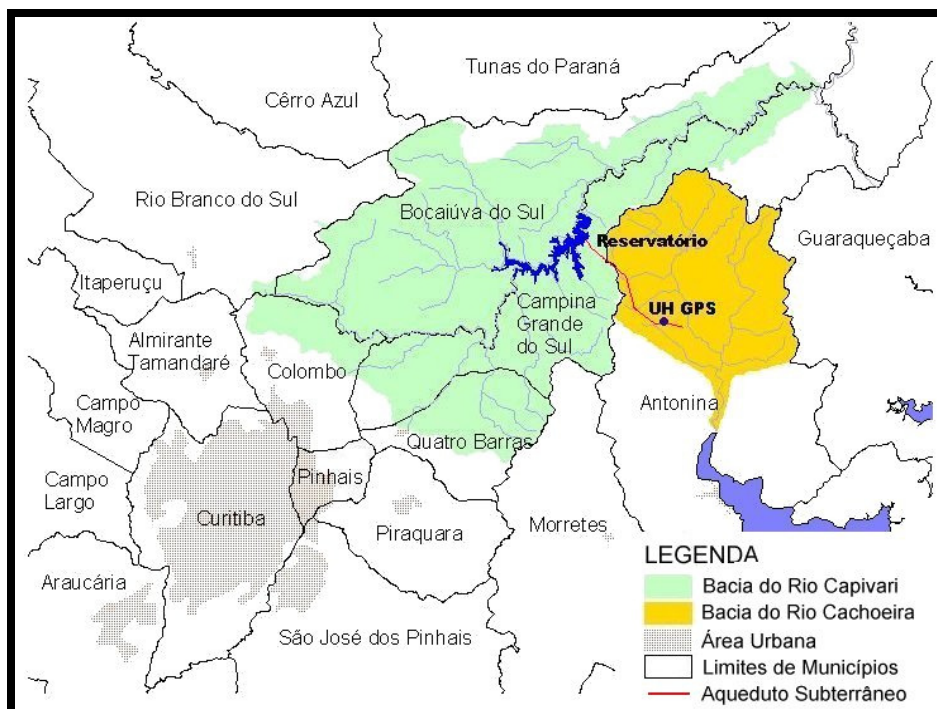 Tunas do Paraná
Cêrro Azul
Rio Branco do Sul
Bocaiúva do Sul
Reservatório
Guaraqueçaba
Itaperuçu
Campina
Grande
do Sul
UH GPS
Almirante
Tamandaré
Colombo
Campo
Magro
Antonina
Quatro Barras
Campo
Largo
Pinhais
Curitiba
Piraquara
Morretes
Araucária
São José dos Pinhais
LEGENDA
Bacia do Rio Capivari
Bacia do Rio Cachoeira
Área Urbana
Limites de Municípios
Aqueduto Subterrâneo